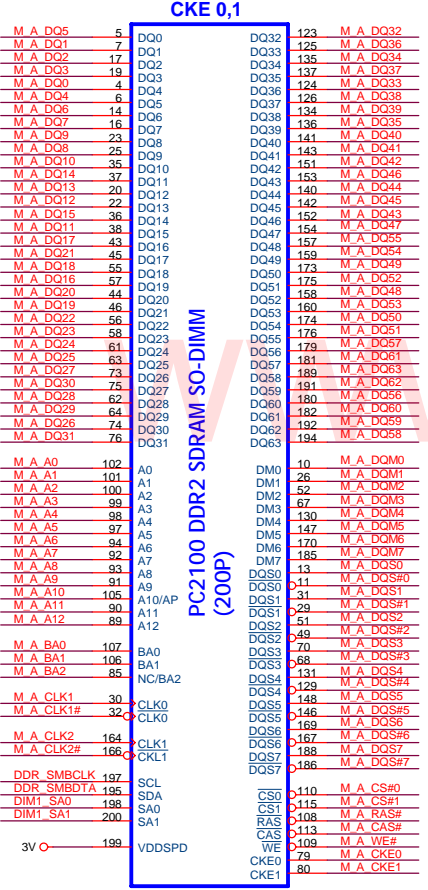 CKE 0,1
M_A_DQ5 5 DQ0 DQ32 123 M_A_DQ32
M_A_DQ1 7 DQ1 DQ33 125 M_A_DQ36
M_A_DQ2 17 DQ2 DQ34 135 M_A_DQ34
M_A_DQ3 19 DQ3 DQ35 137 M_A_DQ37
M_A_DQ0 4 DQ4 DQ36 124 M_A_DQ33
M_A_DQ4 6 DQ5 DQ37 126 M_A_DQ38
M_A_DQ6 14 DQ6 DQ38 134 M_A_DQ39
M_A_DQ7 16 DQ7 DQ39 136 M_A_DQ35
M_A_DQ9 23 DQ8 DQ40 141 M_A_DQ40
M_A_DQ8 25 DQ9 DQ41 143 M_A_DQ41
M_A_DQ10 35 DQ10 DQ42 151 M_A_DQ42
M_A_DQ14 37 DQ11 DQ43 153 M_A_DQ46
M_A_DQ13 20 DQ12 DQ44 140 M_A_DQ44
M_A_DQ12 22 DQ13 DQ45 142 M_A_DQ45
M_A_DQ15 36 DQ14 DQ46 152 M_A_DQ43
M_A_DQ11 38 DQ15 DQ47 154 M_A_DQ47
M_A_DQ17 43 DQ16 DQ48 157 M_A_DQ55
M_A_DQ21 45 DQ17 DQ49 159 M_A_DQ54
M_A_DQ18 55 DQ18 DQ50 173 M_A_DQ49
M_A_DQ16 57 DQ19 DQ51 175 M_A_DQ52
M_A_DQ20 44 DQ20 DQ52 158 M_A_DQ48
M_A_DQ19 46 DQ21 DQ53 160 M_A_DQ53
M_A_DQ22 56 DQ22 DQ54 174 M_A_DQ50
M_A_DQ23 58 DQ23 DQ55 176 M_A_DQ51
M_A_DQ24 61 DQ24 DQ56 179 M_A_DQ57
M_A_DQ25 63 DQ25 DQ57 181 M_A_DQ61
M_A_DQ27 73 DQ26 DQ58 189 M_A_DQ63
M_A_DQ30 75 DQ27 DQ59 191 M_A_DQ62
M_A_DQ28 62 DQ28 DQ60 180 M_A_DQ56
M_A_DQ29 64 DQ29 DQ61 182 M_A_DQ60
M_A_DQ26 74 DQ30 DQ62 192 M_A_DQ59
M_A_DQ31 76 DQ31 DQ63 194 M_A_DQ58
PC2100 DDR2 SDRAM SO-DIMM
(200P)
M_A_A0 102 A0 DM0 10 M_A_DQM0
M_A_A1 101 A1 DM1 26 M_A_DQM1
M_A_A2 100 A2 DM2 52 M_A_DQM2
M_A_A3 99 A3 DM3 67 M_A_DQM3
M_A_A4 98 A4 DM4 130 M_A_DQM4
M_A_A5 97 A5 DM5 147 M_A_DQM5
M_A_A6 94 A6 DM6 170 M_A_DQM6
M_A_A7 92 A7 DM7 185 M_A_DQM7
M_A_A8 93 A8 DQS0 13 M_A_DQS0
M_A_A9 91 A9 DQS0 11 M_A_DQS#0
M_A_A10 105 A10/AP DQS1 31 M_A_DQS1
M_A_A11 90 A11 DQS1 29 M_A_DQS#1
M_A_A12 89 A12 DQS2 51 M_A_DQS2
DQS2 49 M_A_DQS#2
M_A_BA0 107 BA0 DQS3 70 M_A_DQS3
M_A_BA1 106 BA1 DQS3 68 M_A_DQS#3
M_A_BA2 85 NC/BA2 DQS4 131 M_A_DQS4
DQS4 129 M_A_DQS#4
M_A_CLK1 30 CLK0 DQS5 148 M_A_DQS5
M_A_CLK1# 32 CLK0 DQS5 146 M_A_DQS#5
DQS6 169 M_A_DQS6
M_A_CLK2 164 CLK1 DQS6 167 M_A_DQS#6
M_A_CLK2# 166 CKL1 DQS7 188 M_A_DQS7
DQS7 186 M_A_DQS#7
DDR_SMBCLK 197 SCL
DDR_SMBDTA 195 SDA CS0 110 M_A_CS#0
DIM1_SA0 198 SA0 CS1 115 M_A_CS#1
DIM1_SA1 200 SA1 RAS 108 M_A_RAS#
CAS 113 M_A_CAS#
3V 199 VDDSPD WE 109 M_A_WE#
CKE0 79 M_A_CKE0
CKE1 80 M_A_CKE1